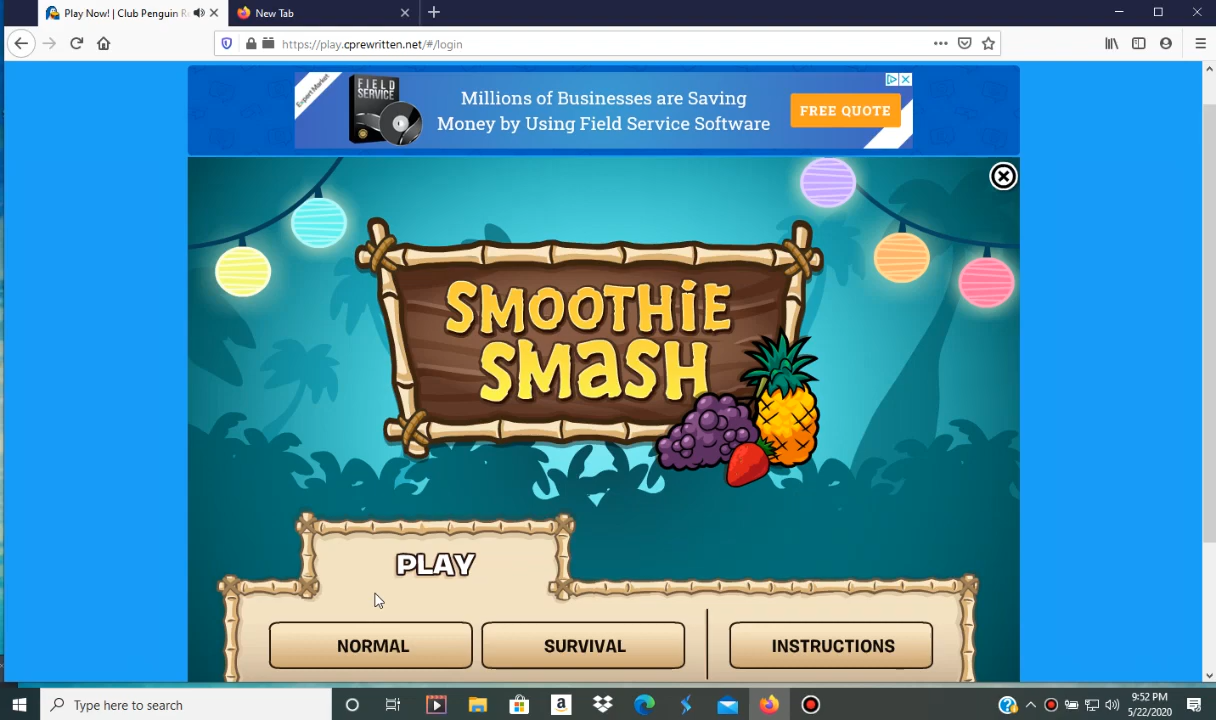 Play Now! | Club Penguin R
New Tab
https://play.cprewritten.net/#/login
Expert Market
FIELD
SERVICE
Millions of Businesses are Saving
Money by Using Field Service Software
FREE QUOTE
SMOOTHiE
SMaSH
PLAY
NORMAL
SURVIVAL
INSTRUCTIONS
Type here to search
9:52 PM
5/22/2020